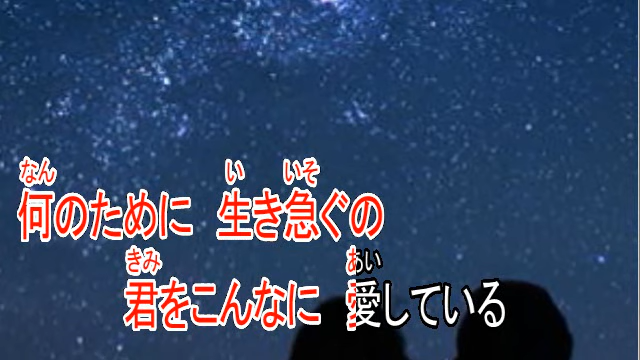 なん い いそ
何のために 生き急ぐの
きみ あい
君をこんなに 愛している